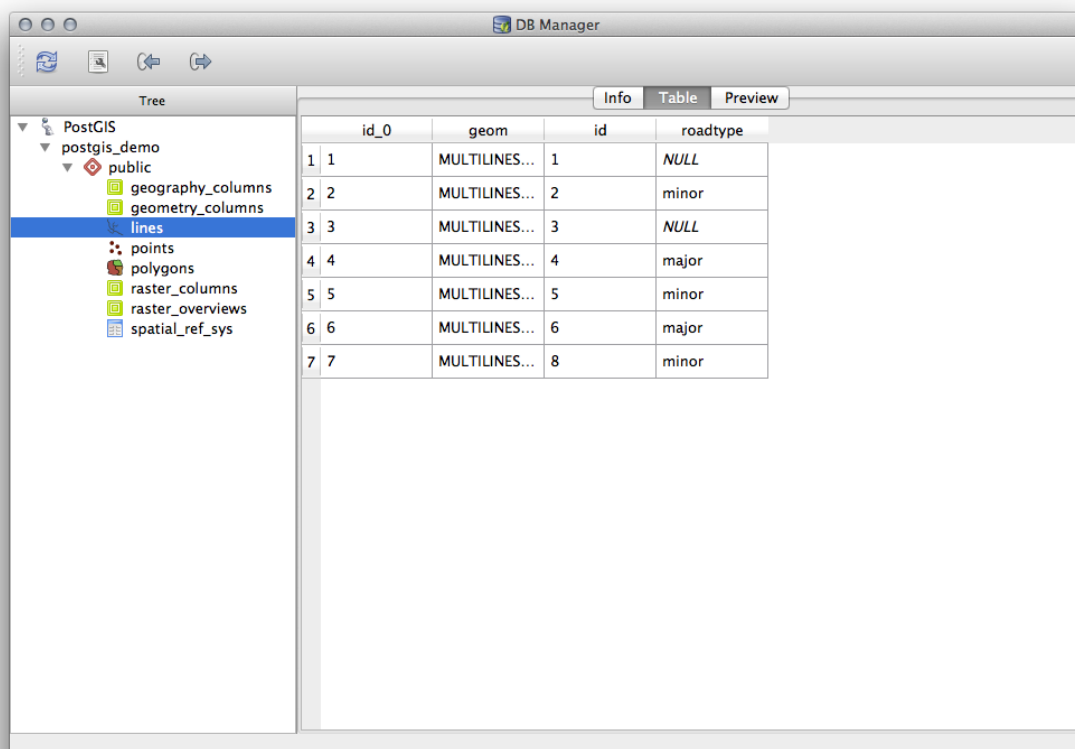 DB Manager
Tree
Info Table Preview
PostGIS
postgis_demo
public
geography_columns
geometry_columns
lines
points
polygons
raster_columns
raster_overviews
spatial_ref_sys
id_0 geom id roadtype
1 1 MULTILINES... 1 NULL
2 2 MULTILINES... 2 minor
3 3 MULTILINES... 3 NULL
4 4 MULTILINES... 4 major
5 5 MULTILINES... 5 minor
6 6 MULTILINES... 6 major
7 7 MULTILINES... 8 minor